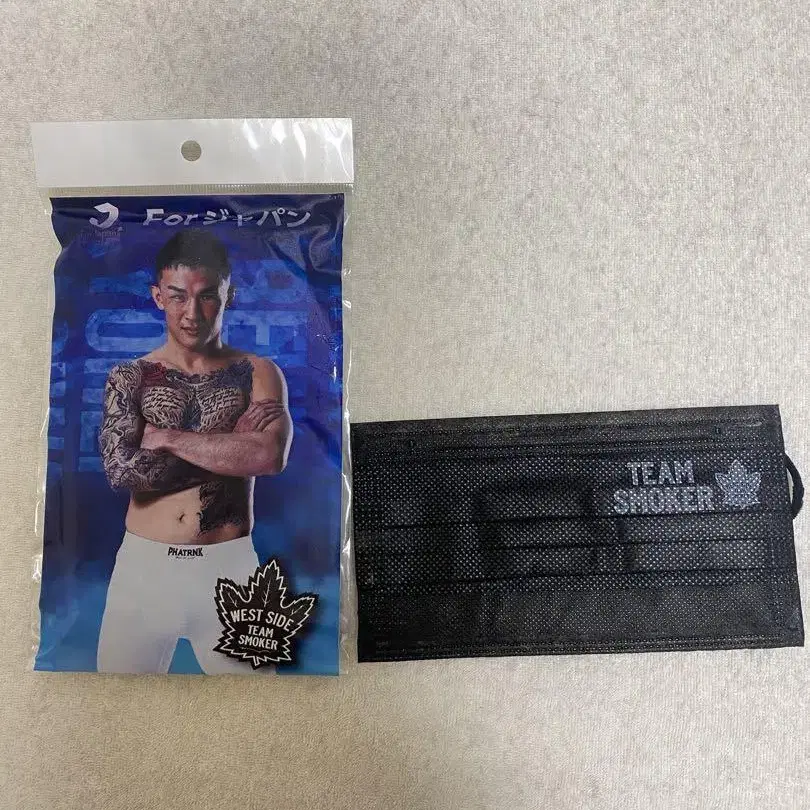 Forジャパン
PHATRNK
WEST SIDE
TEAM
SMOKER
TEAM
SMOKER